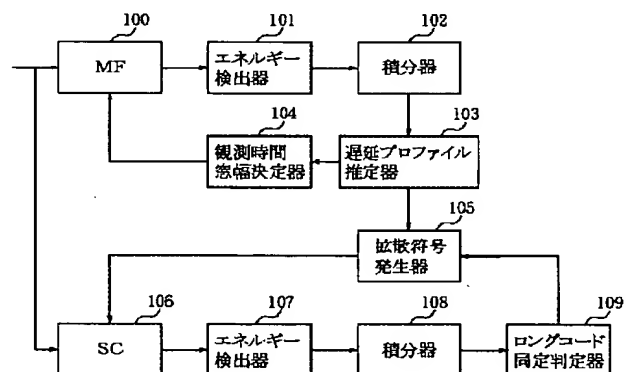 100
MF
101
エネルギー
検出器
102
積分器
104
観測時間
窓幅決定器
103
遅延プロファイル
推定器
105
拡散符号
発生器
106
SC
107
エネルギー
検出器
108
積分器
109
ロングコード
同定判定器